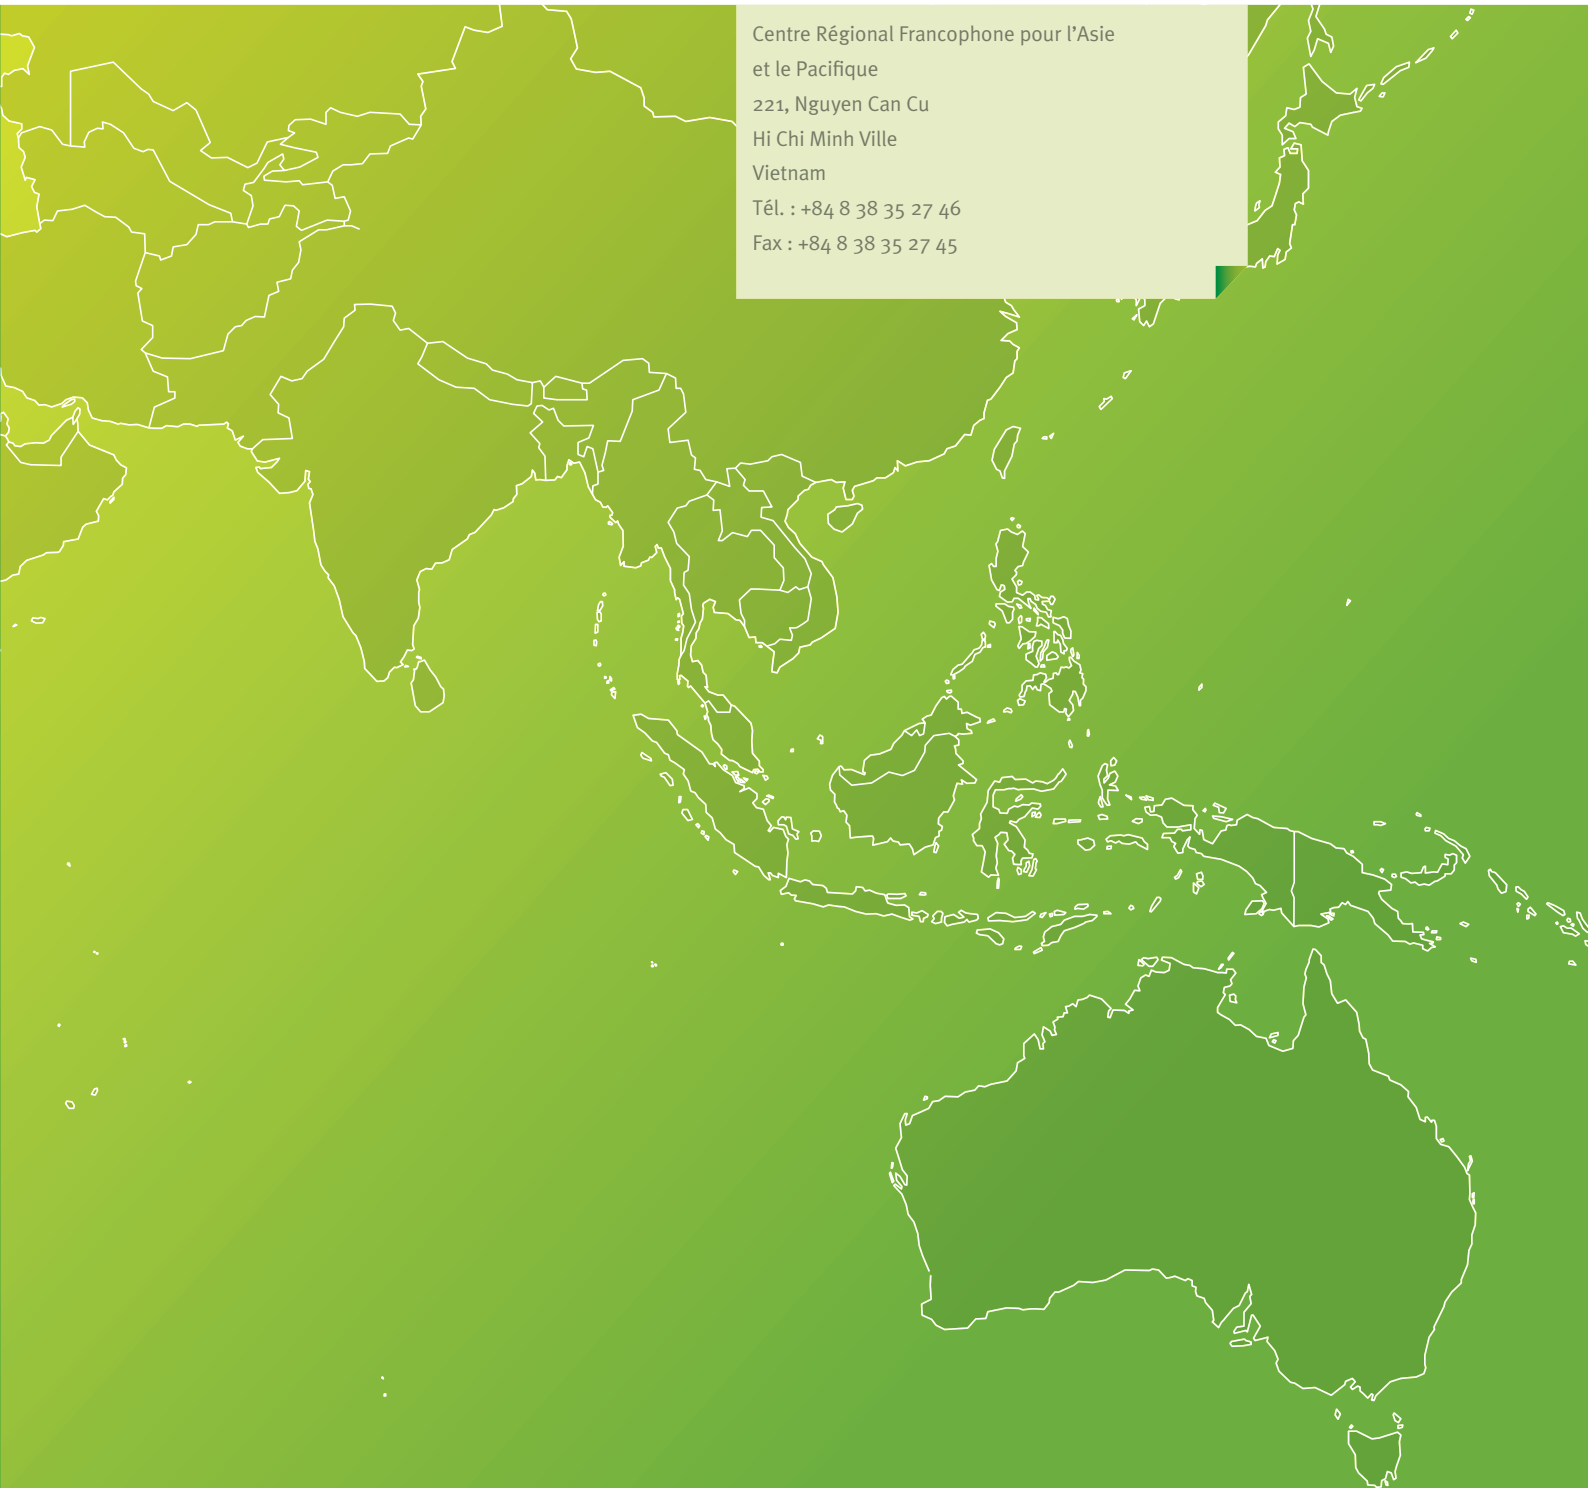 Centre Régional Francophone pour l'Asie
et le Pacifique
221, Nguyen Can Cu
Hi Chi Minh Ville
Vietnam
Tél. : +84 8 38 35 27 46
Fax : +84 8 38 35 27 45